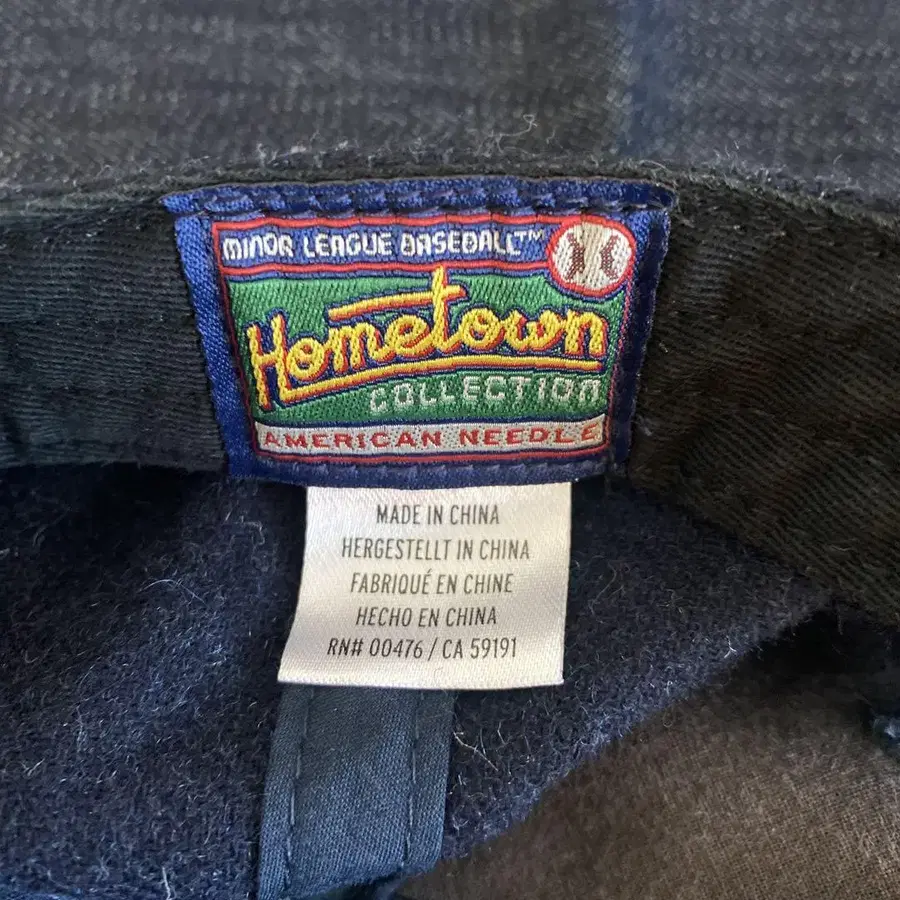 MINOR LEAGUE BASEBALL™
Hometown
COLLECTION
AMERICAN NEEDLE
MADE IN CHINA
HERGESTELLT IN CHINA
FABRIQUÉ EN CHINE
HECHO EN CHINA
RN# 00476 / CA 59191